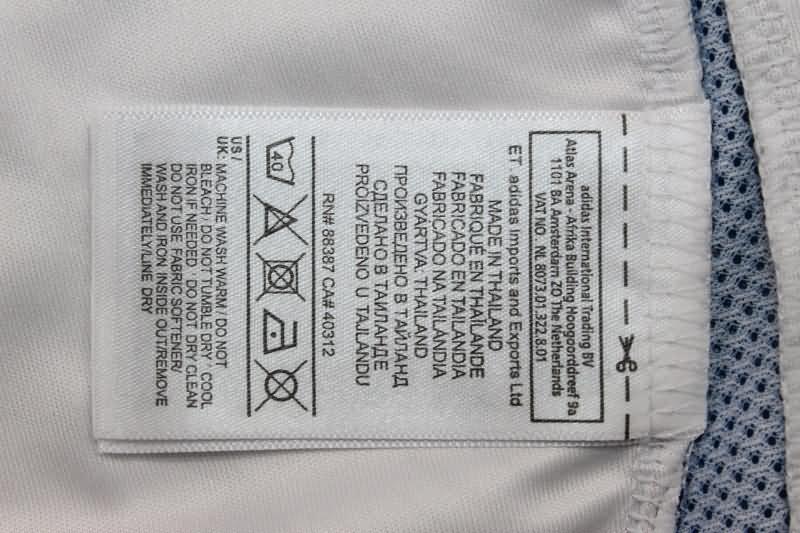 adidas International Trading BV
Atlas Arena - Afrika Building Hoogoorddreef 9a
1101 BA Amsterdam ZO The Netherlands
VAT NO. NL 8073.01.322.8.01
ET adidas Imports and Exports Ltd
MADE IN THAILAND
FABRIQUÉ EN THAÏLANDE
FABRICADO EN TAILANDIA
FABRICADO NA TAILÂNDIA
GYÁRTVA: THAILAND
ПРОИЗВЕДЕНО В ТАЙЛАНД
СДЕЛАНО В ТАИЛАНДЕ
PROIZVEDENO U TAJLANDU
RN# 88387 CA# 40312
40
US /
UK: MACHINE WASH WARM / DO NOT
BLEACH / DO NOT TUMBLE DRY · COOL
IRON IF NEEDED · DO NOT DRY CLEAN
DO NOT USE FABRIC SOFTENER/
WASH AND IRON INSIDE OUT/REMOVE
IMMEDIATELY/LINE DRY